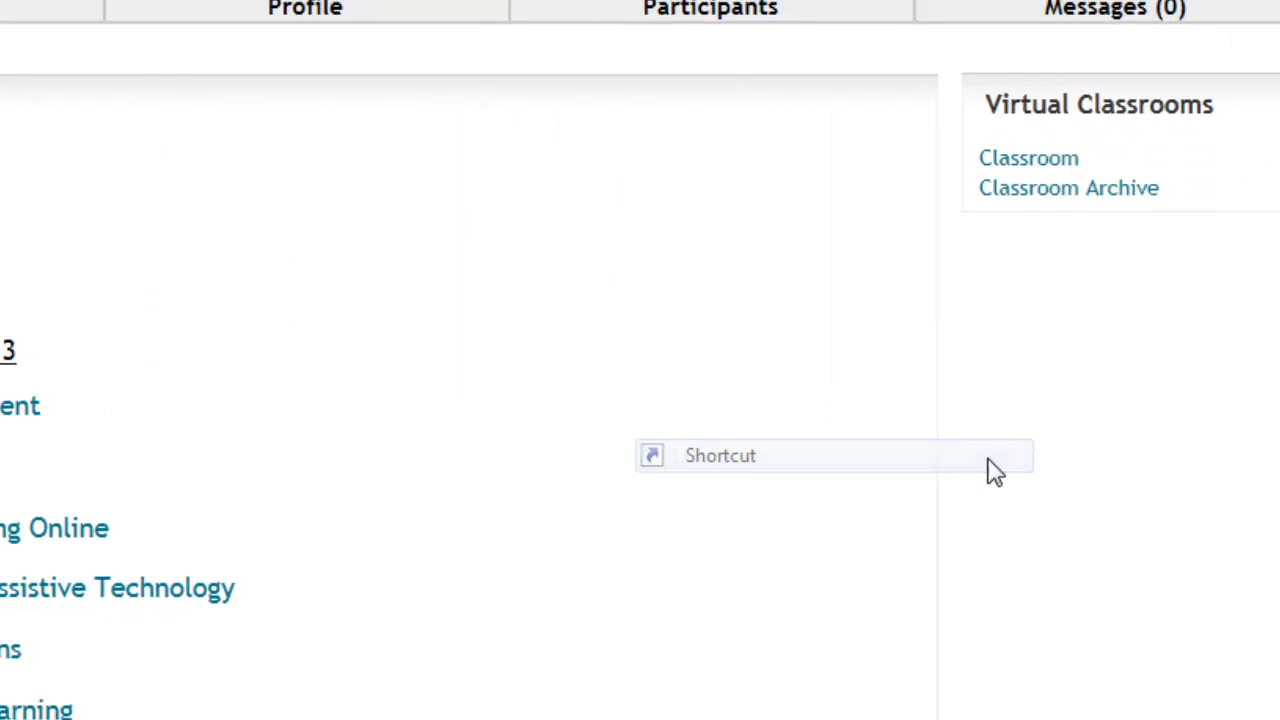 Profile
Participants
Messages (0)
Virtual Classrooms
Classroom
Classroom Archive
3
ent
Shortcut
ng Online
ssistive Technology
ns
arning